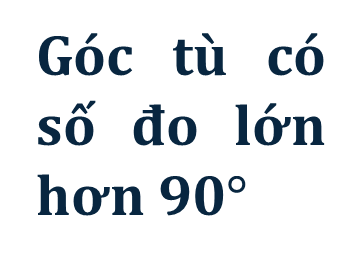 Góc tù có
số đo lớn
hơn 90°